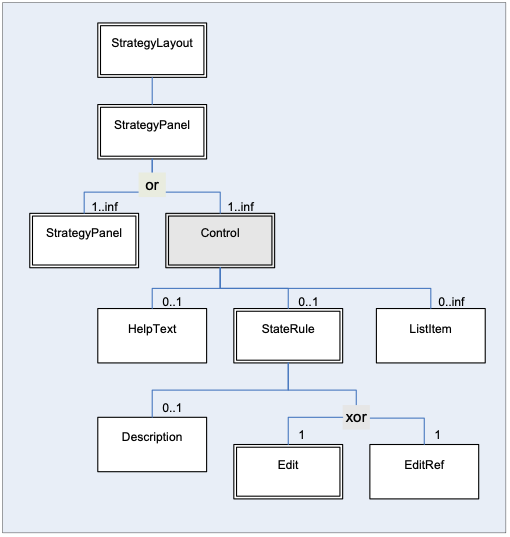 StrategyLayout
StrategyPanel
or
1..inf
1..inf
StrategyPanel
Control
0..1
0..1
0..inf
HelpText
StateRule
ListItem
0..1
xor
Description
1
1
Edit
EditRef